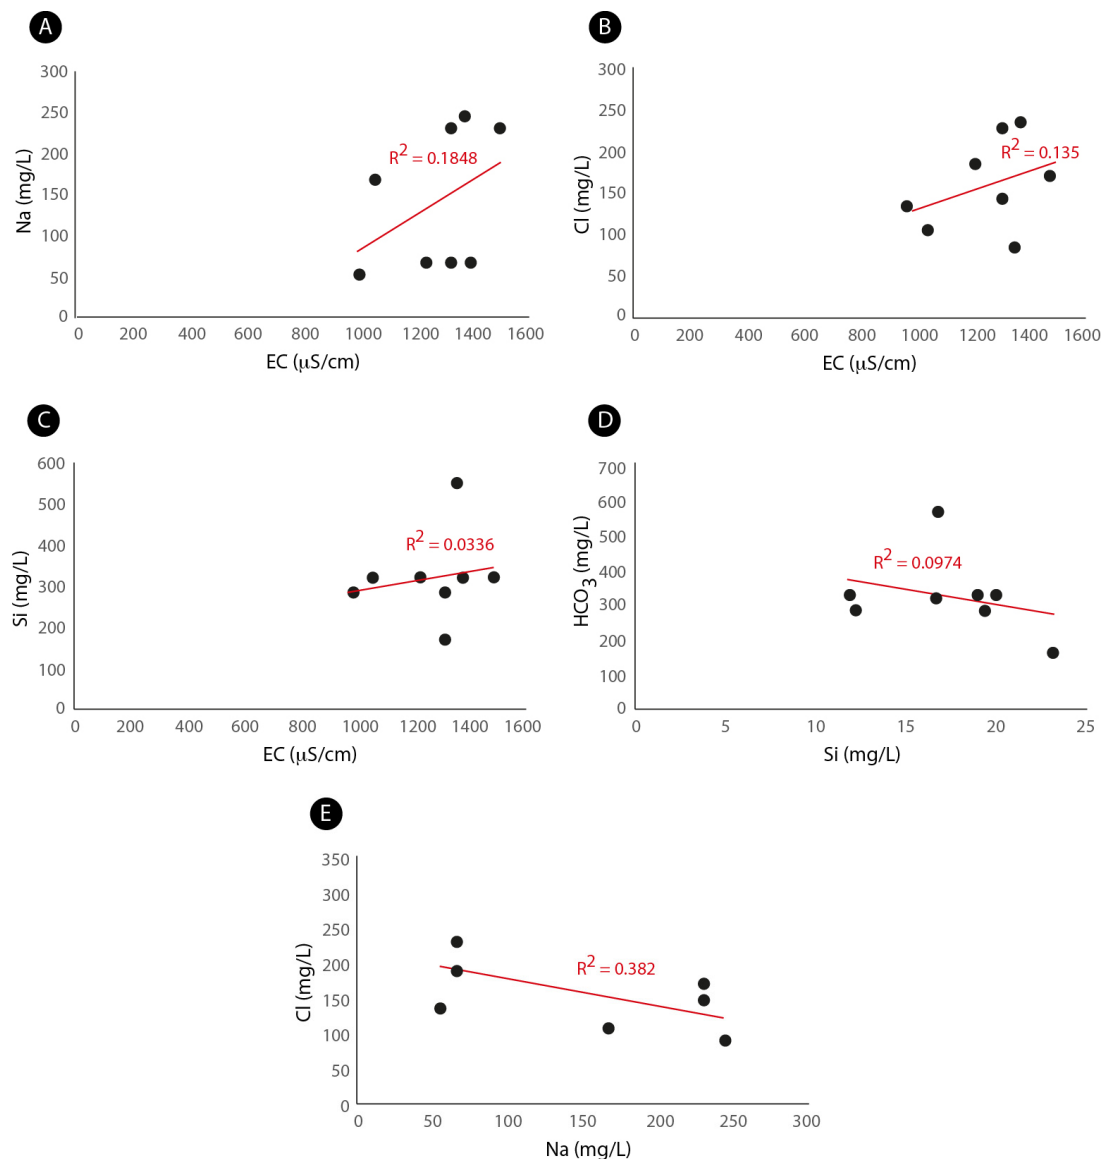 A
300
250
200
150
100
50
0
Na (mg/L)
R² = 0.1848
0 200 400 600 800 1000 1200 1400 1600
EC (µS/cm)
B
300
250
200
150
100
50
0
Cl (mg/L)
R² = 0.135
0 200 400 600 800 1000 1200 1400 1600
EC (µS/cm)
C
600
500
400
300
200
100
0
Si (mg/L)
R² = 0.0336
0 200 400 600 800 1000 1200 1400 1600
EC (µS/cm)
D
700
600
500
400
300
200
100
0
HCO₃ (mg/L)
R² = 0.0974
0 5 10 15 20 25
Si (mg/L)
E
350
300
250
200
150
100
50
0
Cl (mg/L)
R² = 0.382
0 50 100 150 200 250 300
Na (mg/L)